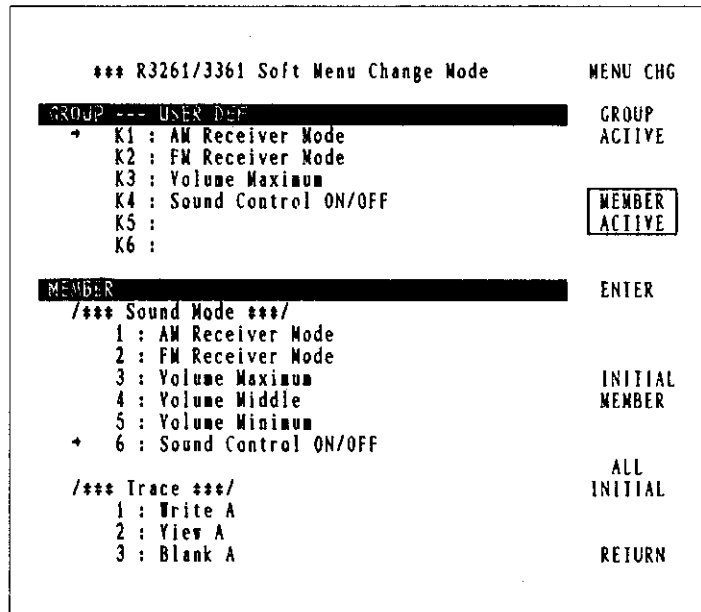 *** R3261/3361 Soft Menu Change Mode
MENU CHG
GROUP --- USER DEF
GROUP
ACTIVE
→ K1 : AM Receiver Mode
K2 : FM Receiver Mode
K3 : Volume Maximum
K4 : Sound Control ON/OFF
K5 :
K6 :
MEMBER
ACTIVE
MEMBER
ENTER
/*** Sound Mode ***/
1 : AM Receiver Mode
2 : FM Receiver Mode
3 : Volume Maximum
4 : Volume Middle
5 : Volume Minimum
→ 6 : Sound Control ON/OFF
INITIAL
MEMBER
/*** Trace ***/
1 : Write A
2 : View A
3 : Blank A
ALL
INITIAL
RETURN